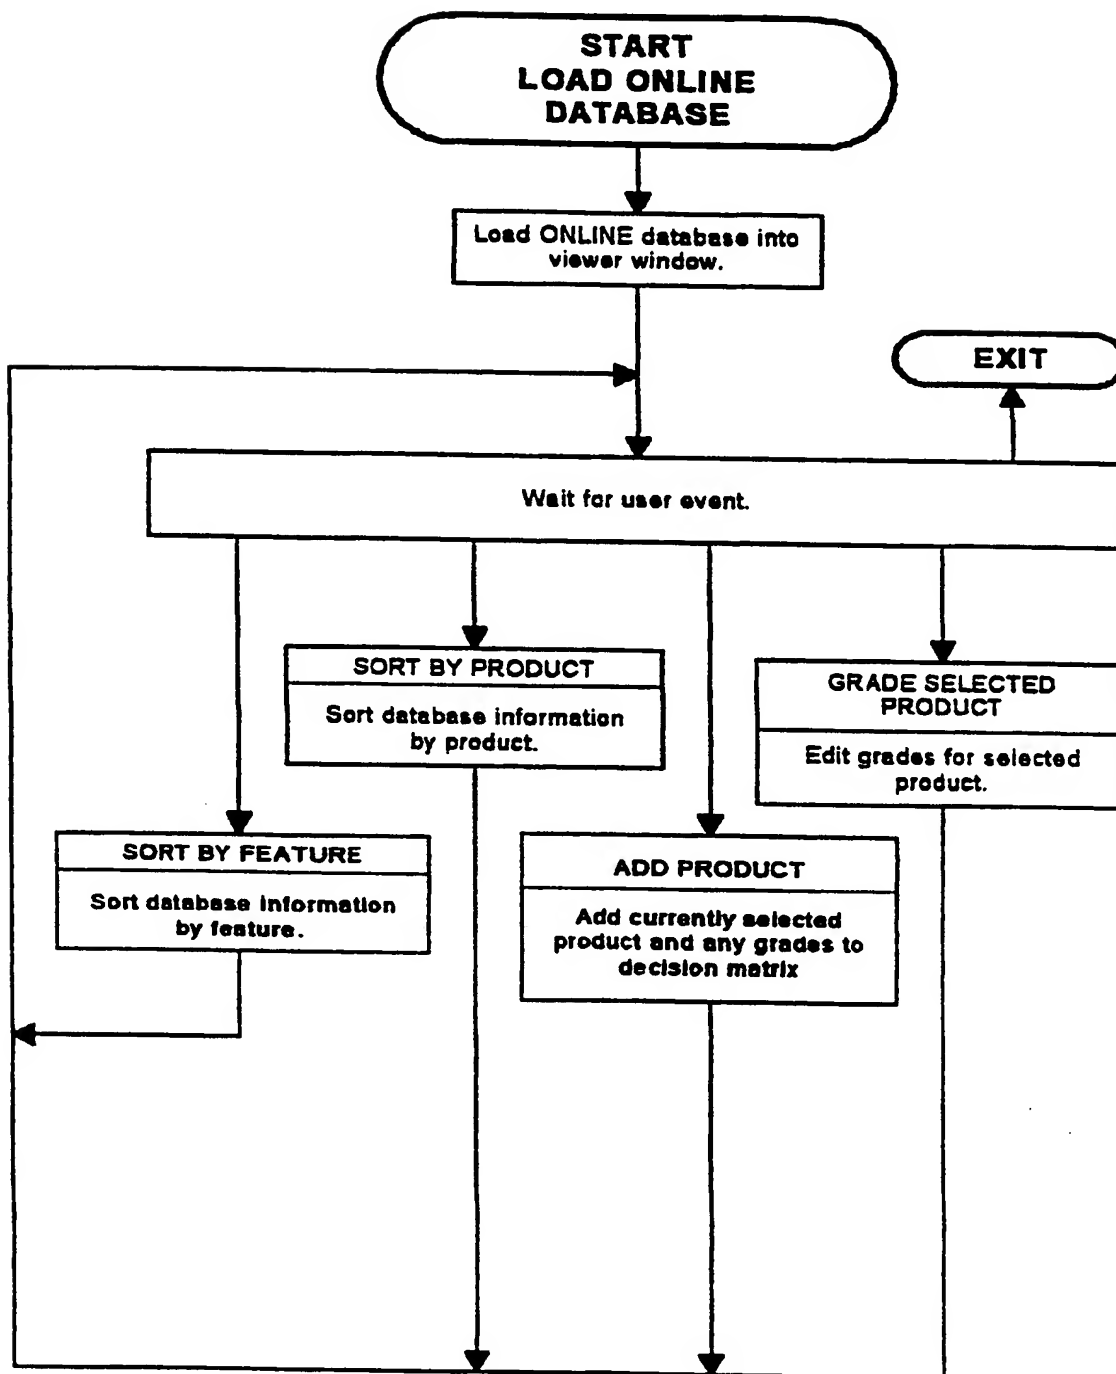 START
LOAD ONLINE
DATABASE
Load ONLINE database into
viewer window.
EXIT
Wait for user event.
SORT BY PRODUCT
Sort database information
by product.
GRADE SELECTED
PRODUCT
Edit grades for selected
product.
SORT BY FEATURE
Sort database information
by feature.
ADD PRODUCT
Add currently selected
product and any grades to
decision matrix